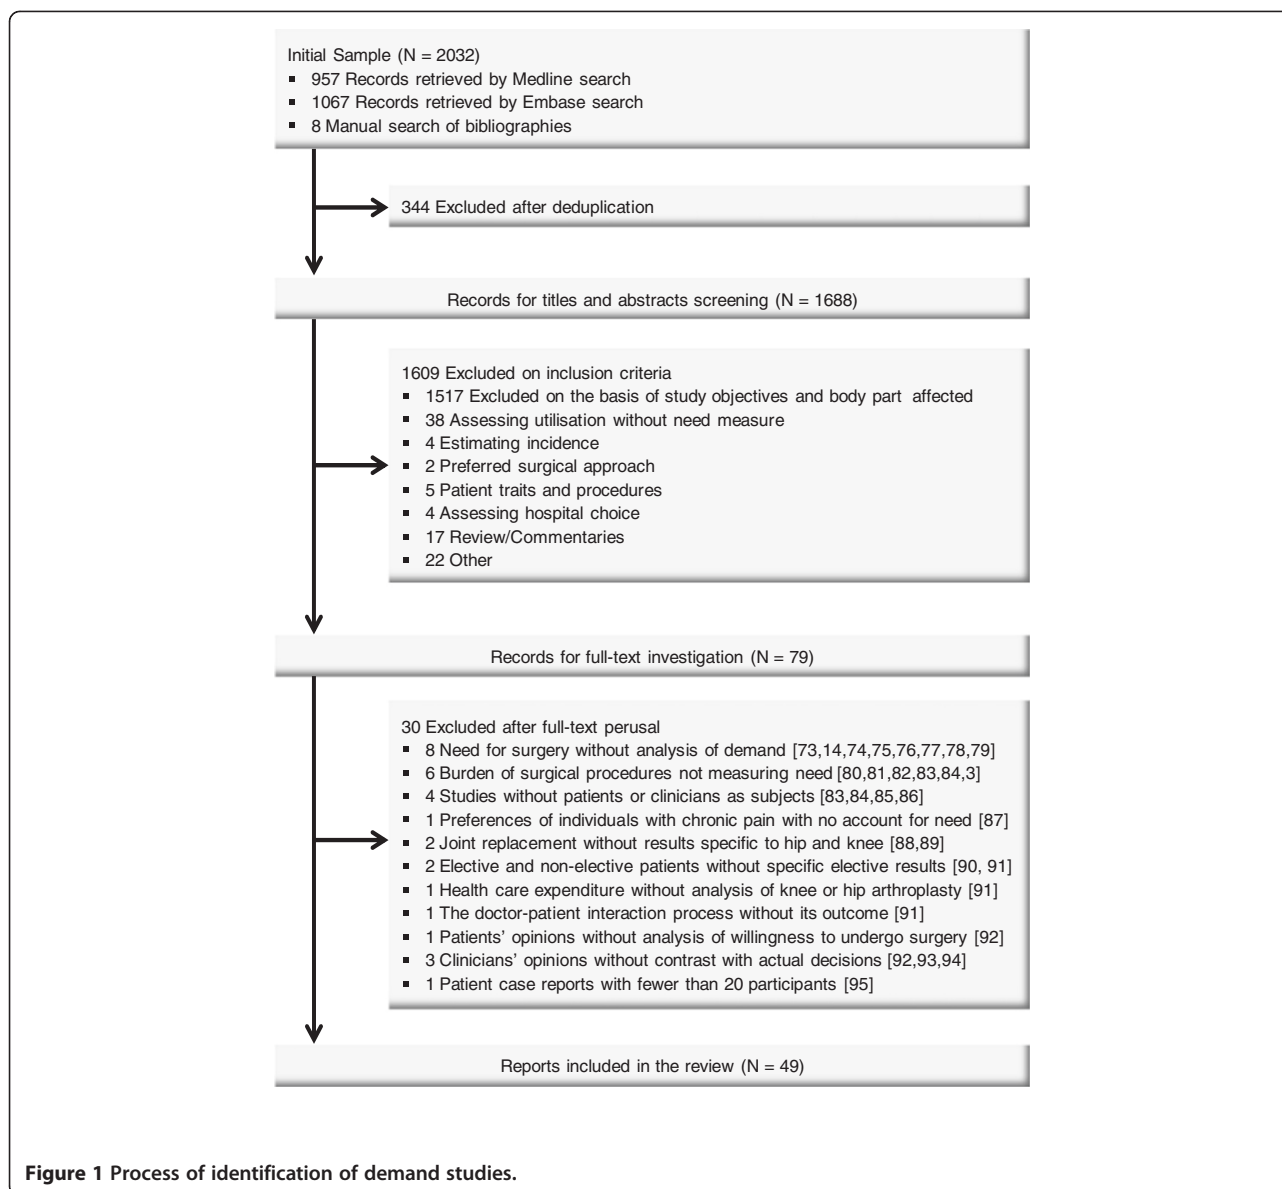 Initial Sample (N = 2032)
▪ 957 Records retrieved by Medline search
▪ 1067 Records retrieved by Embase search
▪ 8 Manual search of bibliographies
344 Excluded after deduplication
Records for titles and abstracts screening (N = 1688)
1609 Excluded on inclusion criteria
▪ 1517 Excluded on the basis of study objectives and body part affected
▪ 38 Assessing utilisation without need measure
▪ 4 Estimating incidence
▪ 2 Preferred surgical approach
▪ 5 Patient traits and procedures
▪ 4 Assessing hospital choice
▪ 17 Review/Commentaries
▪ 22 Other
Records for full-text investigation (N = 79)
30 Excluded after full-text perusal
▪ 8 Need for surgery without analysis of demand [73,14,74,75,76,77,78,79]
▪ 6 Burden of surgical procedures not measuring need [80,81,82,83,84,3]
▪ 4 Studies without patients or clinicians as subjects [83,84,85,86]
▪ 1 Preferences of individuals with chronic pain with no account for need [87]
▪ 2 Joint replacement without results specific to hip and knee [88,89]
▪ 2 Elective and non-elective patients without specific elective results [90, 91]
▪ 1 Health care expenditure without analysis of knee or hip arthroplasty [91]
▪ 1 The doctor-patient interaction process without its outcome [91]
▪ 1 Patients' opinions without analysis of willingness to undergo surgery [92]
▪ 3 Clinicians' opinions without contrast with actual decisions [92,93,94]
▪ 1 Patient case reports with fewer than 20 participants [95]
Reports included in the review (N = 49)
Figure 1 Process of identification of demand studies.